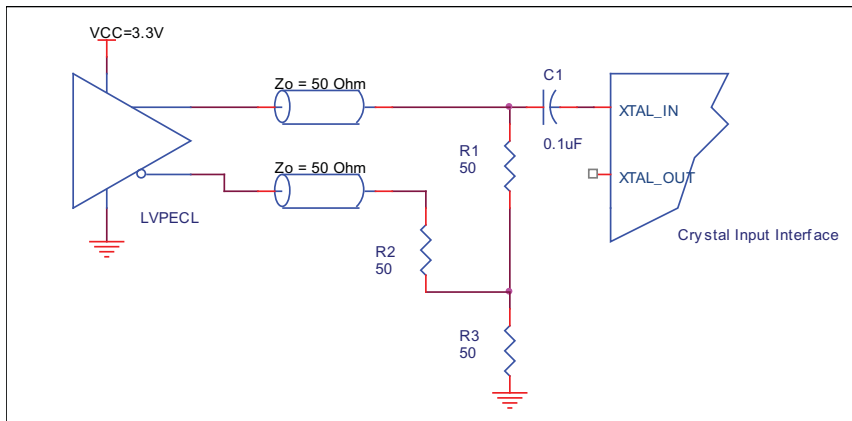 VCC=3.3V
Zo = 50 Ohm
C1
0.1uF
XTAL_IN
R1
50
Zo = 50 Ohm
XTAL_OUT
LVPECL
Crystal Input Interface
R2
50
R3
50